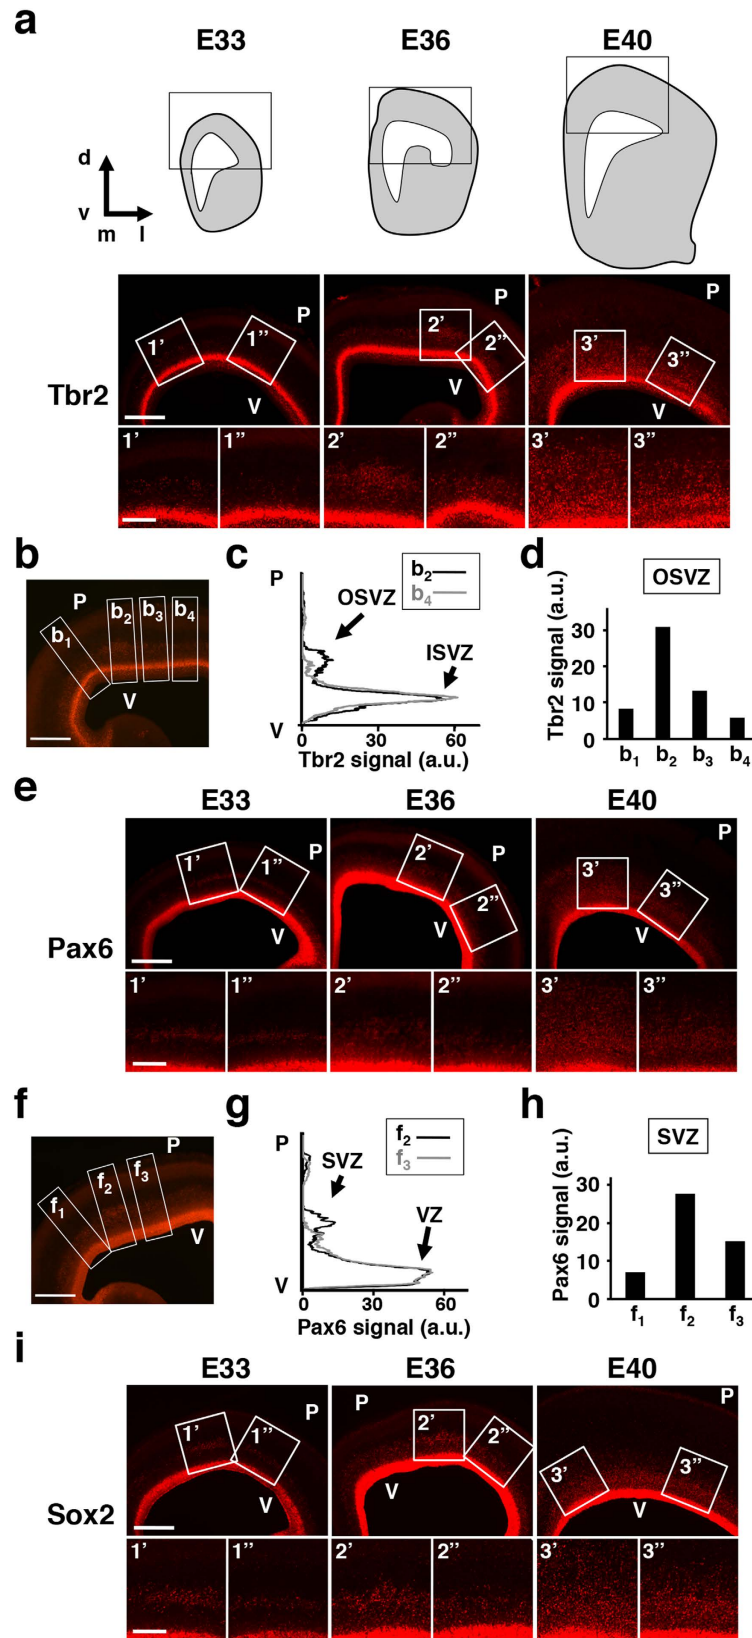 a
E33 E36 E40
d
v
m l
P P P
1' 1” 2' 2” 3' 3”
V V V
Tbr2
1' 1” 2' 2” 3' 3”
b c d
P
b1 b2 b3 b4
V
P
b2
b4
OSVZ
ISVZ
V
0 30 60
Tbr2 signal (a.u.)
OSVZ
Tbr2 signal (a.u.)
30
20
10
0
b1 b2 b3 b4
e
E33 E36 E40
P P P
1' 1” 2' 2” 3' 3”
V V V
Pax6
1' 1” 2' 2” 3' 3”
f g h
P
f1 f2 f3
V
P
f2
f3
SVZ
VZ
V
0 30 60
Pax6 signal (a.u.)
SVZ
Pax6 signal (a.u.)
30
20
10
0
f1 f2 f3
i
E33 E36 E40
P P P
1' 1” 2' 2” 3' 3”
V V V
Sox2
1' 1” 2' 2” 3' 3”